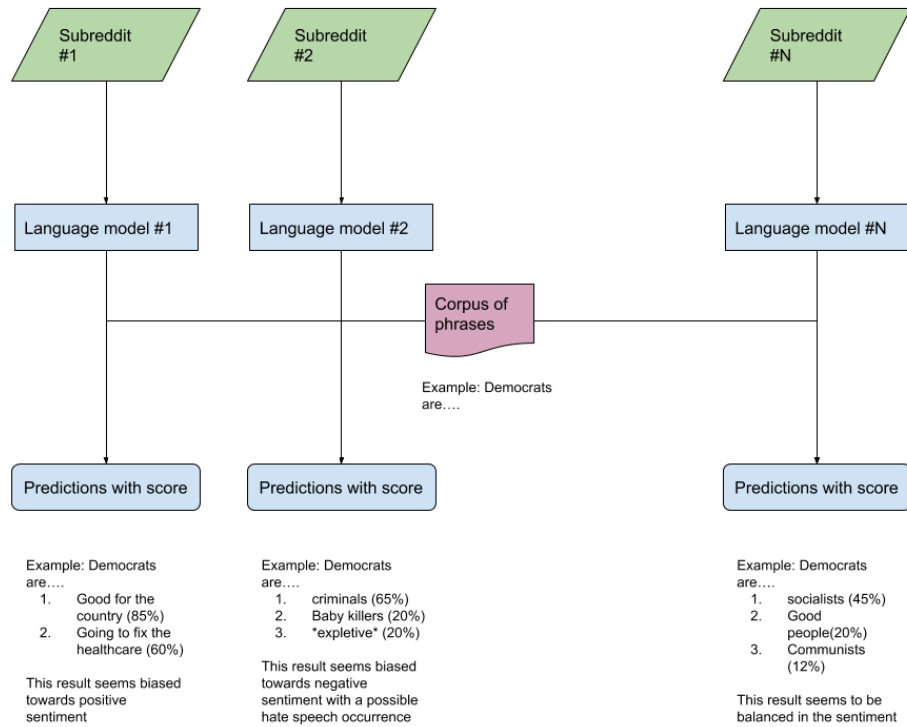 Subreddit
#1
Subreddit
#2
Subreddit
#N
Language model #1
Language model #2
Language model #N
Corpus of
phrases
Example: Democrats
are....
Predictions with score
Predictions with score
Predictions with score
Example: Democrats
are....
1. Good for the
country (85%)
2. Going to fix the
healthcare (60%)
This result seems biased
towards positive
sentiment
Example: Democrats
are....
1. criminals (65%)
2. Baby killers (20%)
3. *expletive* (20%)
This result seems biased
towards negative
sentiment with a possible
hate speech occurrence
Example: Democrats
are....
1. socialists (45%)
2. Good
people(20%)
3. Communists
(12%)
This result seems to be
balanced in the sentiment